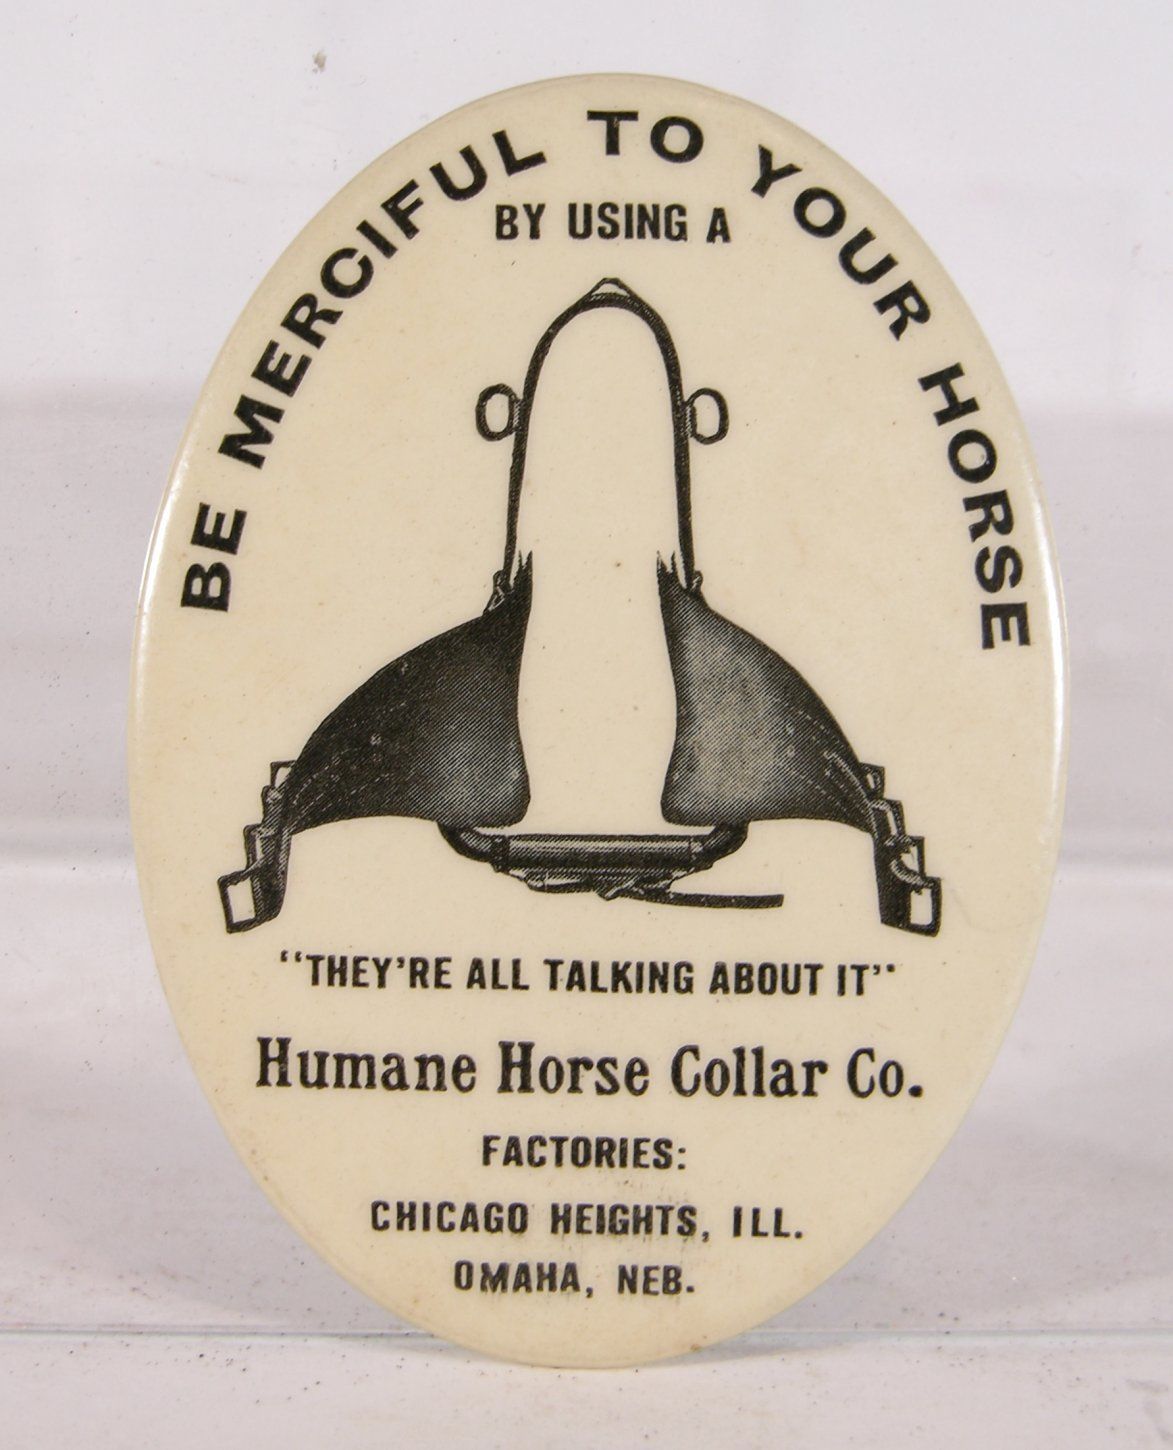 BE MERCIFUL TO YOUR HORSE
BY USING A
"THEY'RE ALL TALKING ABOUT IT"
Humane Horse Collar Co.
FACTORIES:
CHICAGO HEIGHTS, ILL.
OMAHA, NEB.